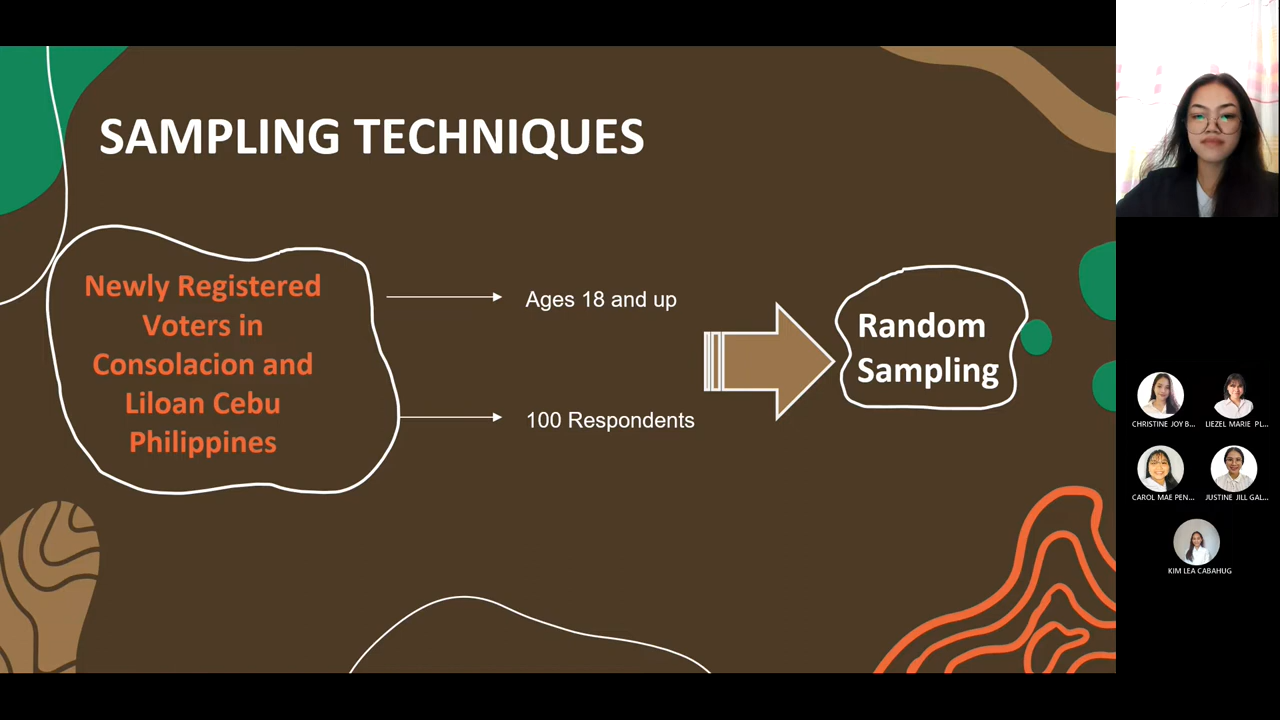 SAMPLING TECHNIQUES
Newly Registered
Voters in
Consolacion and
Liloan Cebu
Philippines
Ages 18 and up
100 Respondents
Random
Sampling
CHRISTINE JOY B...
LIEZEL MARIE PL...
CAROL MAE PEN...
JUSTINE JILL GAL...
KIM LEA CABAHUG